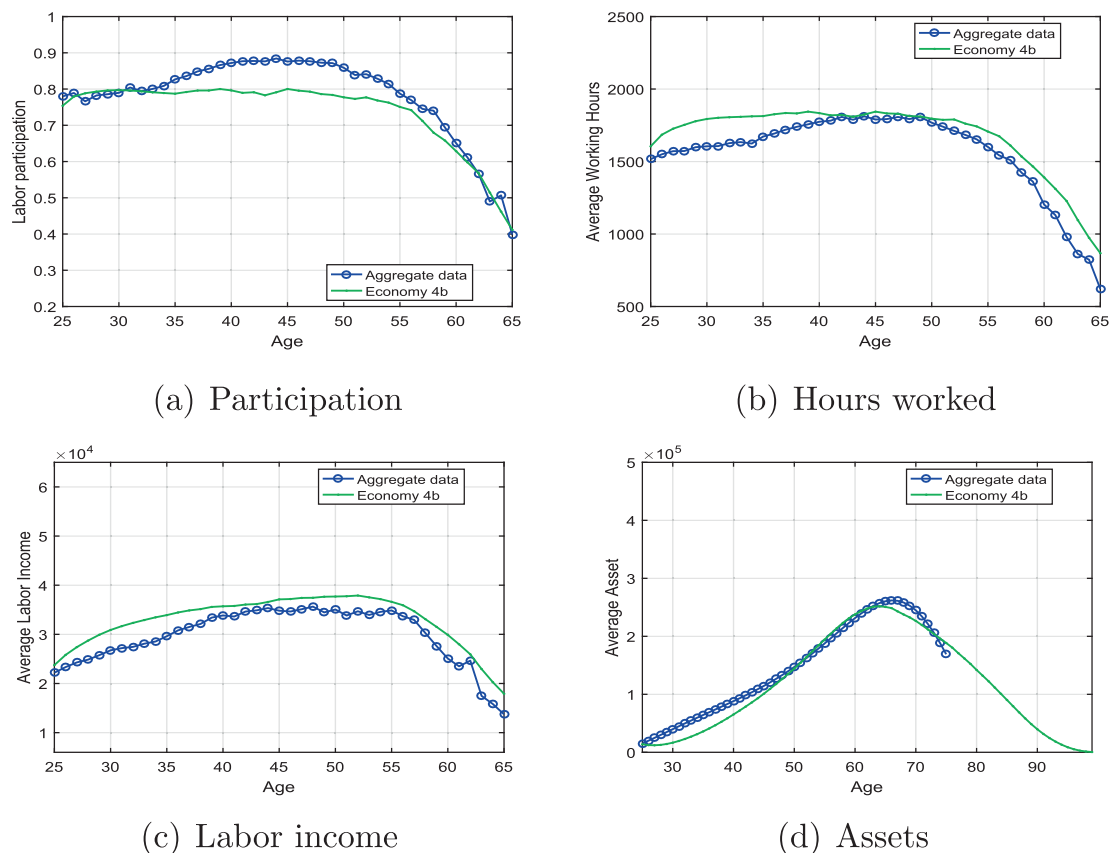 1
0.9
0.8
0.7
0.6
0.5
0.4
0.3
0.2
Labor participation
Aggregate data
Economy 4b
25 30 35 40 45 50 55 60 65
Age
(a) Participation
2500
2000
1500
1000
500
Average Working Hours
Aggregate data
Economy 4b
25 30 35 40 45 50 55 60 65
Age
(b) Hours worked
×10⁴
6
5
4
3
2
1
Average Labor Income
Aggregate data
Economy 4b
25 30 35 40 45 50 55 60 65
Age
(c) Labor income
×10⁵
5
4
3
2
1
0
Average Asset
Aggregate data
Economy 4b
30 40 50 60 70 80 90
Age
(d) Assets